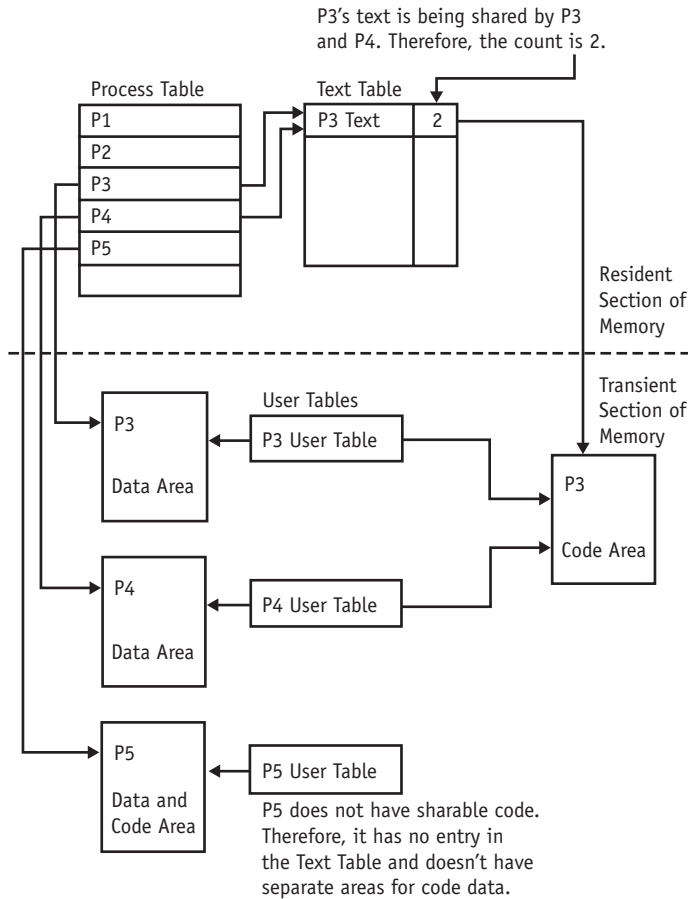 P3’s text is being shared by P3
and P4. Therefore, the count is 2.
Process Table
Text Table
P1
P2
P3
P4
P5
P3 Text
2
Resident
Section of
Memory
Transient
Section of
Memory
User Tables
P3
Data Area
P3 User Table
P3
Code Area
P4
Data Area
P4 User Table
P5
Data and
Code Area
P5 User Table
P5 does not have sharable code.
Therefore, it has no entry in
the Text Table and doesn’t have
separate areas for code data.